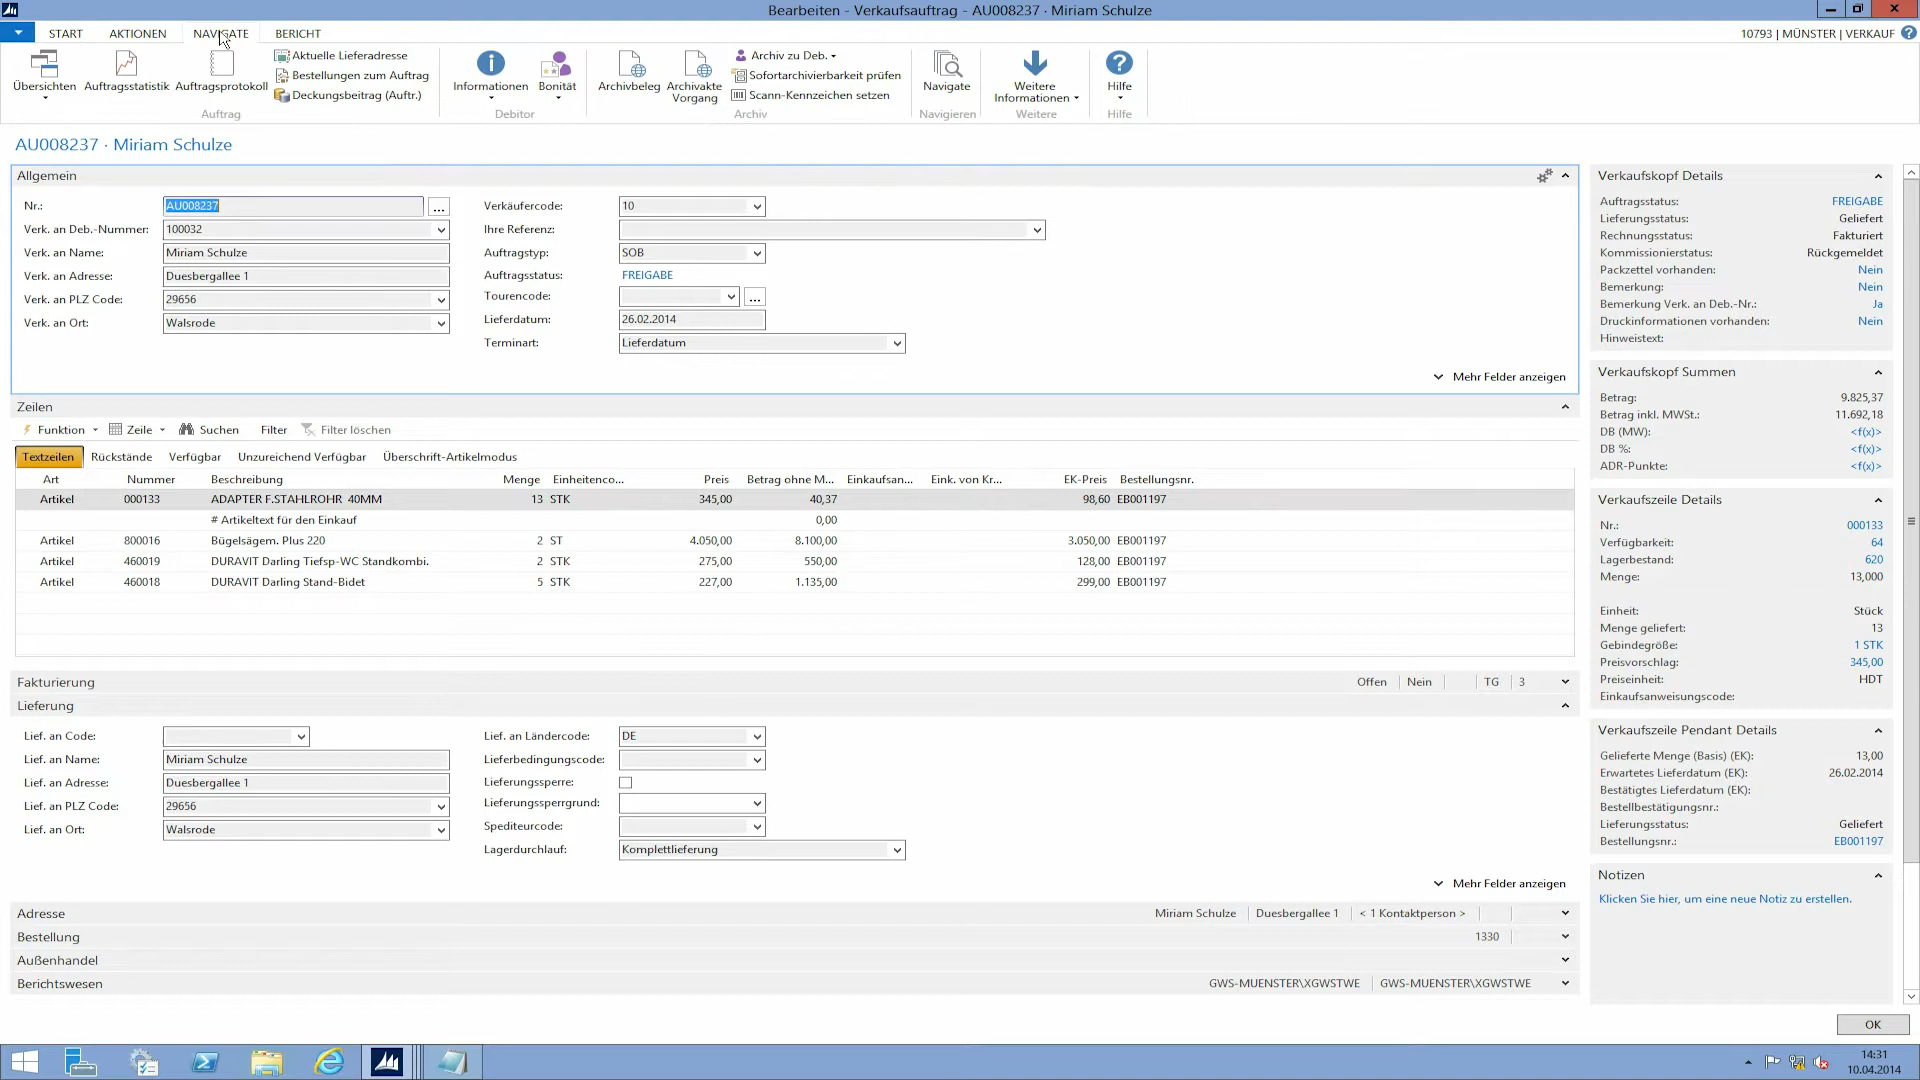 Bearbeiten - Verkaufsauftrag - AU008237 · Miriam Schulze
START AKTIONEN NAVIGATE BERICHT
10793 | MÜNSTER | VERKAUF
Übersichten
Auftragsstatistik
Auftragsprotokoll
Aktuelle Lieferadresse
Bestellungen zum Auftrag
Deckungsbeitrag (Auftr.)
Auftrag
Informationen
Bonität
Debitor
Archivbeleg
Archivakte Vorgang
Archiv zu Deb.
Sofortarchivierbarkeit prüfen
Scann-Kennzeichen setzen
Archiv
Navigate
Navigieren
Weitere Informationen
Weitere
Hilfe
Hilfe
AU008237 · Miriam Schulze
Allgemein
Nr.: AU008237 ...
Verk. an Deb.-Nummer: 100032
Verk. an Name: Miriam Schulze
Verk. an Adresse: Duesbergallee 1
Verk. an PLZ Code: 29656
Verk. an Ort: Walsrode
Verkäufercode: 10
Ihre Referenz:
Auftragstyp: SOB
Auftragsstatus: FREIGABE
Tourencode: ...
Lieferdatum: 26.02.2014
Terminart: Lieferdatum
Mehr Felder anzeigen
Zeilen
Funktion Zeile Suchen Filter Filter löschen
Textzeilen Rückstände Verfügbar Unzureichend Verfügbar Überschrift-Artikelmodus
Art Nummer Beschreibung Menge Einheitenco... Preis Betrag ohne M... Einkaufsan... Eink. von Kr... EK-Preis Bestellungsnr.
Artikel 000133 ADAPTER F.STAHLROHR 40MM 13 STK 345,00 40,37 98,60 EB001197
# Artikeltext für den Einkauf 0,00
Artikel 800016 Bügelsägem. Plus 220 2 ST 4.050,00 8.100,00 3.050,00 EB001197
Artikel 460019 DURAVIT Darling Tiefsp-WC Standkombi. 2 STK 275,00 550,00 128,00 EB001197
Artikel 460018 DURAVIT Darling Stand-Bidet 5 STK 227,00 1.135,00 299,00 EB001197
Fakturierung Offen Nein TG 3
Lieferung
Lief. an Code:
Lief. an Name: Miriam Schulze
Lief. an Adresse: Duesbergallee 1
Lief. an PLZ Code: 29656
Lief. an Ort: Walsrode
Lief. an Ländercode: DE
Lieferbedingungscode:
Lieferungssperre:
Lieferungssperrgrund:
Spediteurcode:
Lagerdurchlauf: Komplettlieferung
Mehr Felder anzeigen
Adresse Miriam Schulze Duesbergallee 1 < 1 Kontaktperson >
Bestellung 1330
Außenhandel
Berichtswesen GWS-MUENSTER\XGWSTWE GWS-MUENSTER\XGWSTWE
Verkaufskopf Details
Auftragsstatus: FREIGABE
Lieferungsstatus: Geliefert
Rechnungsstatus: Fakturiert
Kommissionierstatus: Rückgemeldet
Packzettel vorhanden: Nein
Bemerkung: Nein
Bemerkung Verk. an Deb.-Nr.: Ja
Druckinformationen vorhanden: Nein
Hinweistext:
Verkaufskopf Summen
Betrag: 9.825,37
Betrag inkl. MWSt.: 11.692,18
DB (MW): <f(x)>
DB %: <f(x)>
ADR-Punkte: <f(x)>
Verkaufszeile Details
Nr.: 000133
Verfügbarkeit: 64
Lagerbestand: 620
Menge: 13,000
Einheit: Stück
Menge geliefert: 13
Gebindegröße: 1 STK
Preisvorschlag: 345,00
Preiseinheit: HDT
Einkaufsanweisungscode:
Verkaufszeile Pendant Details
Gelieferte Menge (Basis) (EK): 13,00
Erwartetes Lieferdatum (EK): 26.02.2014
Bestätigtes Lieferdatum (EK):
Bestellbestätigungsnr.:
Lieferungsstatus: Geliefert
Bestellungsnr.: EB001197
Notizen
Klicken Sie hier, um eine neue Notiz zu erstellen.
OK
14:31
10.04.2014